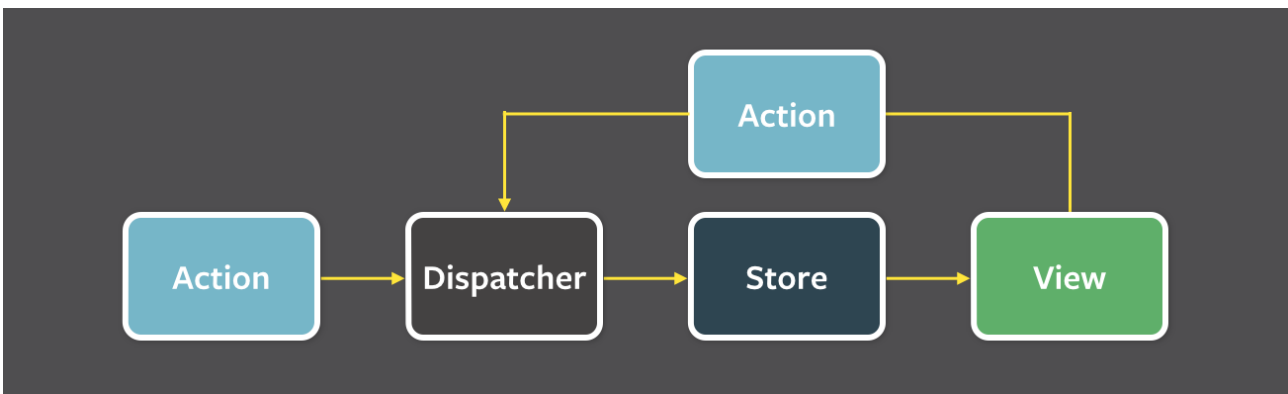 Action
Action
Dispatcher
Store
View